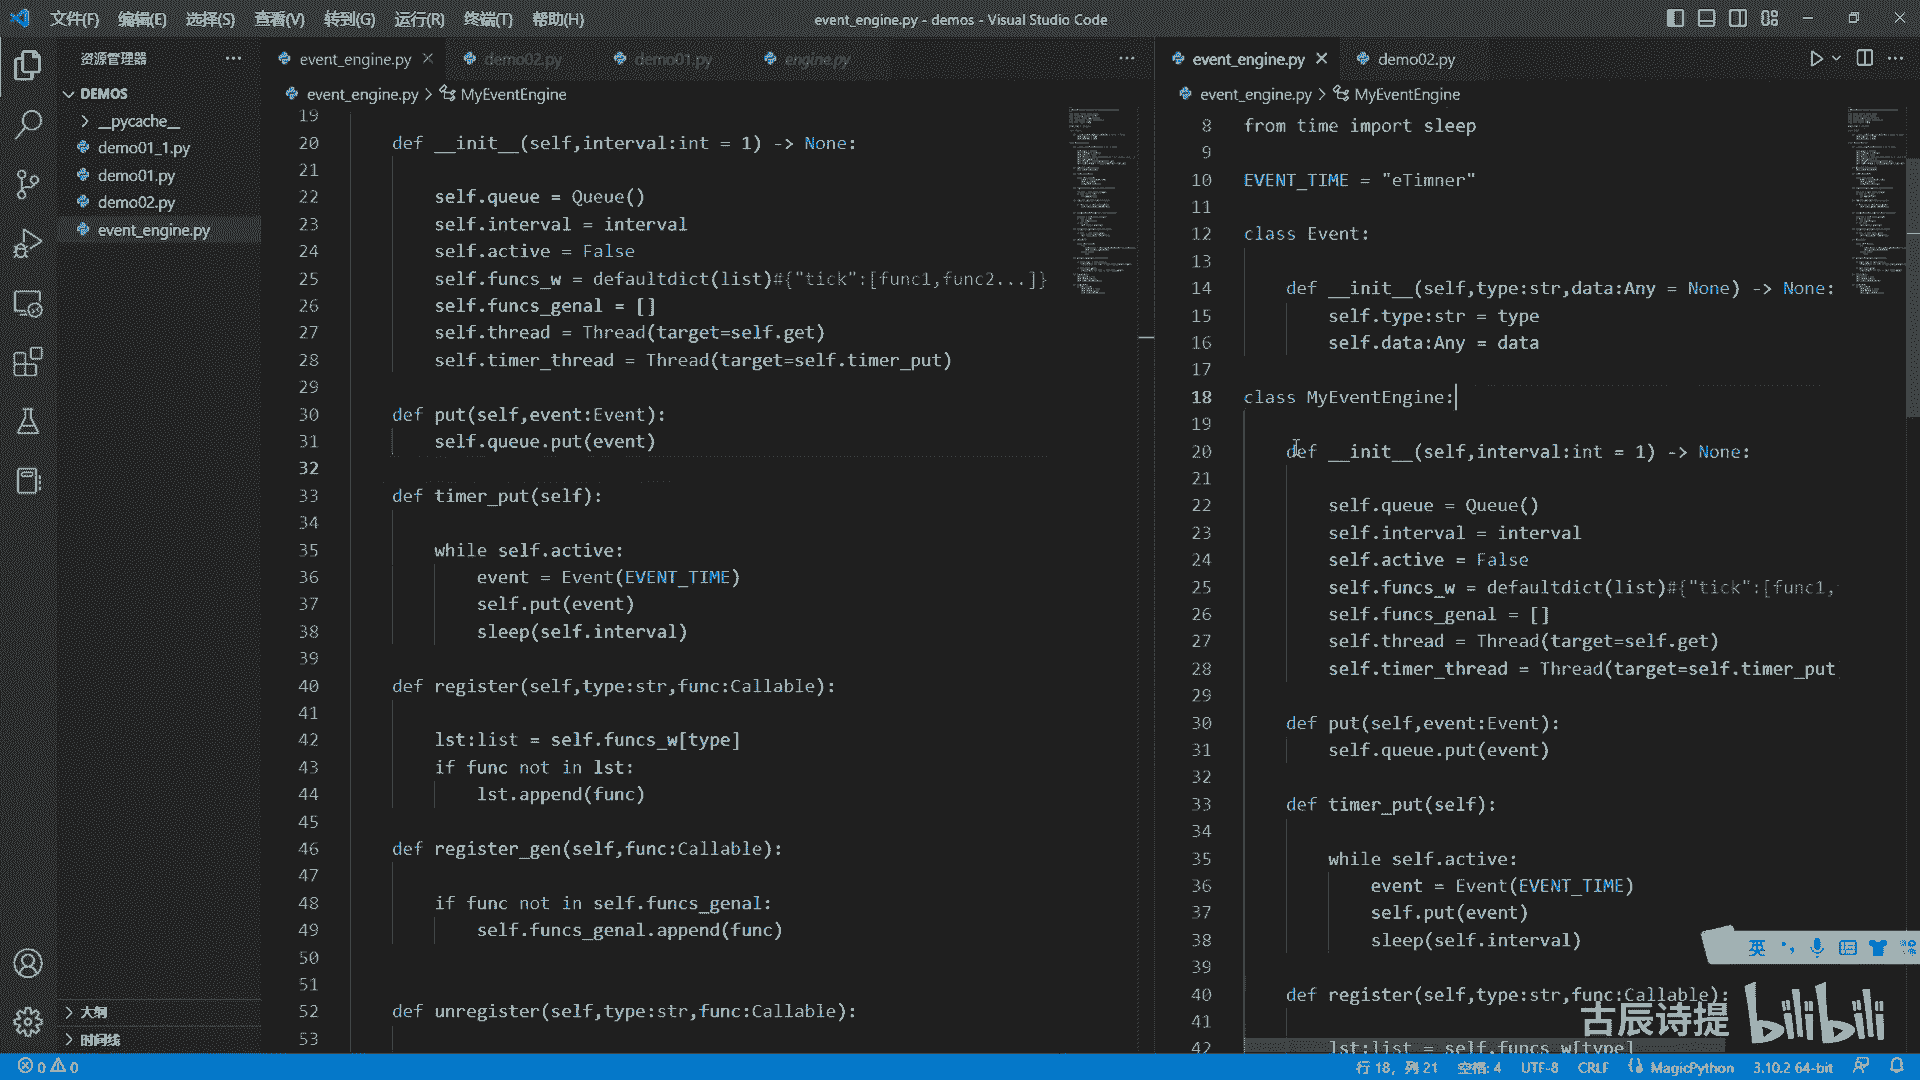 文件(F) 编辑(E) 选择(S) 查看(V) 转到(G) 运行(R) 终端(T) 帮助(H)
event_engine.py - demos - Visual Studio Code
资源管理器
DEMOS
__pycache__
demo01_1.py
demo01.py
demo02.py
event_engine.py
大纲
时间线
event_engine.py demo02.py demo01.py engine.py
event_engine.py > MyEventEngine
19
20 def __init__(self,interval:int = 1) -> None:
21
22 self.queue = Queue()
23 self.interval = interval
24 self.active = False
25 self.funcs_w = defaultdict(list)#{"tick":[func1,func2...]}
26 self.funcs_genal = []
27 self.thread = Thread(target=self.get)
28 self.timer_thread = Thread(target=self.timer_put)
29
30 def put(self,event:Event):
31 self.queue.put(event)
32
33 def timer_put(self):
34
35 while self.active:
36 event = Event(EVENT_TIME)
37 self.put(event)
38 sleep(self.interval)
39
40 def register(self,type:str,func:Callable):
41
42 lst:list = self.funcs_w[type]
43 if func not in lst:
44 lst.append(func)
45
46 def register_gen(self,func:Callable):
47
48 if func not in self.funcs_genal:
49 self.funcs_genal.append(func)
50
51
52 def unregister(self,type:str,func:Callable):
53
event_engine.py demo02.py
event_engine.py > MyEventEngine
8 from time import sleep
9
10 EVENT_TIME = "eTimner"
11
12 class Event:
13
14 def __init__(self,type:str,data:Any = None) -> None:
15 self.type:str = type
16 self.data:Any = data
17
18 class MyEventEngine:
19
20 def __init__(self,interval:int = 1) -> None:
21
22 self.queue = Queue()
23 self.interval = interval
24 self.active = False
25 self.funcs_w = defaultdict(list)#{"tick":[func1,
26 self.funcs_genal = []
27 self.thread = Thread(target=self.get)
28 self.timer_thread = Thread(target=self.timer_put
29
30 def put(self,event:Event):
31 self.queue.put(event)
32
33 def timer_put(self):
34
35 while self.active:
36 event = Event(EVENT_TIME)
37 self.put(event)
38 sleep(self.interval)
39
40 def register(self,type:str,func:Callable):
41
42 lst:list = self.funcs_w[type]
英
古辰诗提 bilibili
0 0
行 18，列 21 空格: 4 UTF-8 CRLF MagicPython 3.10.2 64-bit